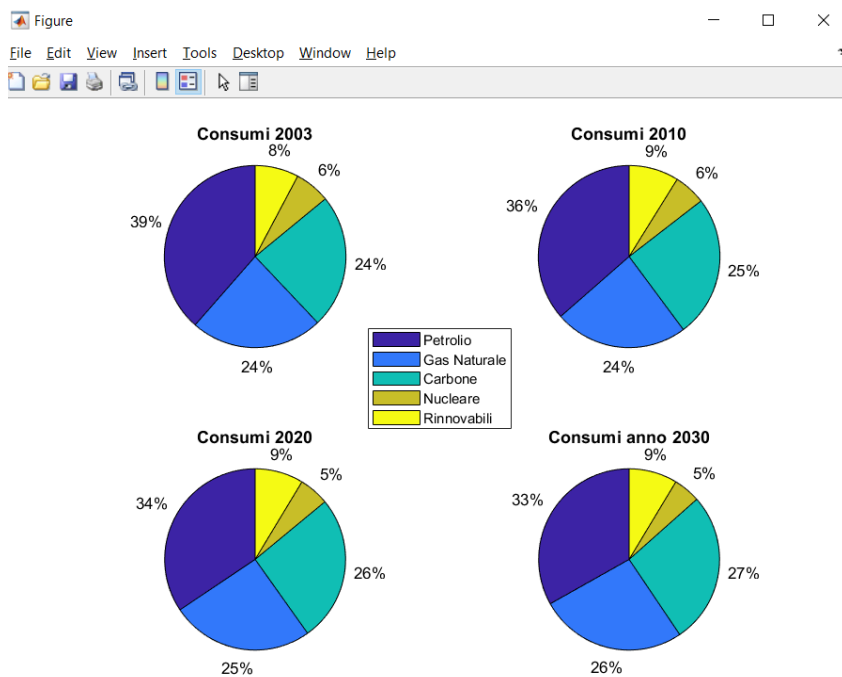 Figure
File Edit View Insert Tools Desktop Window Help
Consumi 2003
8%
6%
39%
24%
24%
Consumi 2010
9%
6%
36%
25%
24%
Petrolio
Gas Naturale
Carbone
Nucleare
Rinnovabili
Consumi 2020
9%
5%
34%
26%
25%
Consumi anno 2030
9%
5%
33%
27%
26%